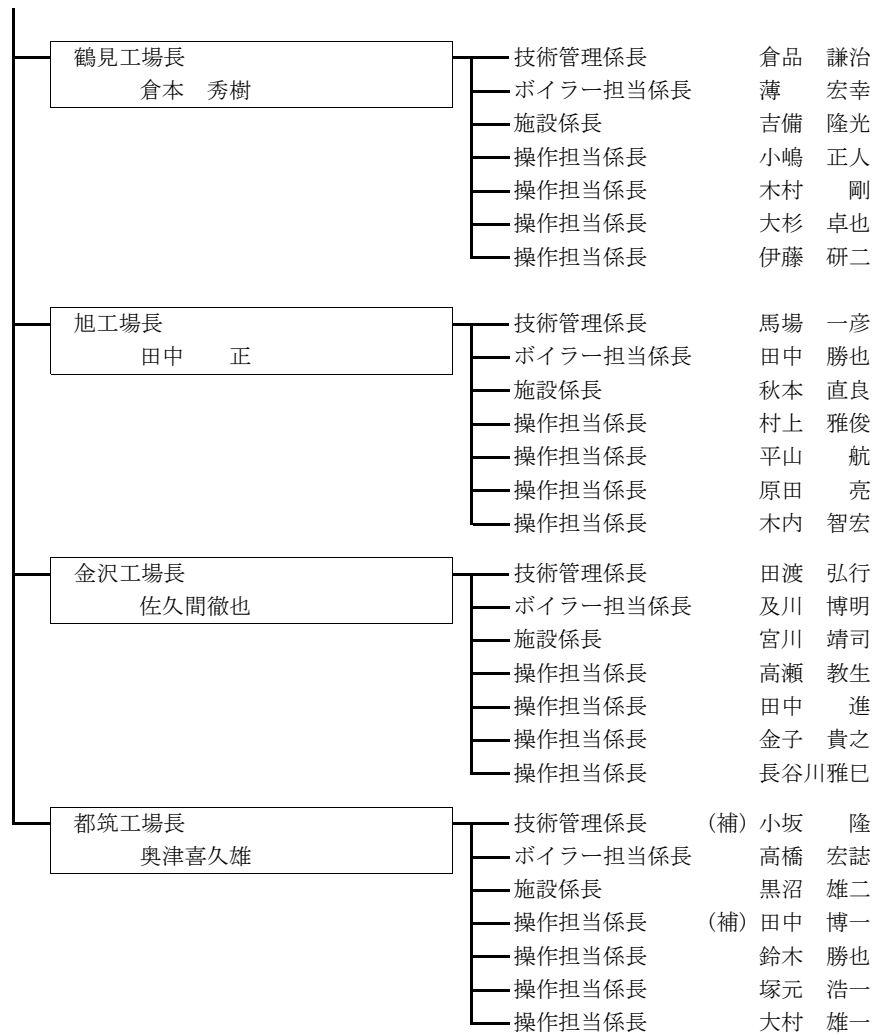 鶴見工場長
倉本 秀樹
技術管理係長 倉品 謙治
ボイラー担当係長 薄 宏幸
施設係長 吉備 隆光
操作担当係長 小嶋 正人
操作担当係長 木村 剛
操作担当係長 大杉 卓也
操作担当係長 伊藤 研二
旭工場長
田中 正
技術管理係長 馬場 一彦
ボイラー担当係長 田中 勝也
施設係長 秋本 直良
操作担当係長 村上 雅俊
操作担当係長 平山 航
操作担当係長 原田 亮
操作担当係長 木内 智宏
金沢工場長
佐久間徹也
技術管理係長 田渡 弘行
ボイラー担当係長 及川 博明
施設係長 宮川 靖司
操作担当係長 高瀬 教生
操作担当係長 田中 進
操作担当係長 金子 貴之
操作担当係長 長谷川雅巳
都筑工場長
奥津喜久雄
技術管理係長 (補) 小坂 隆
ボイラー担当係長 高橋 宏誌
施設係長 黒沼 雄二
操作担当係長 (補) 田中 博一
操作担当係長 鈴木 勝也
操作担当係長 塚元 浩一
操作担当係長 大村 雄一